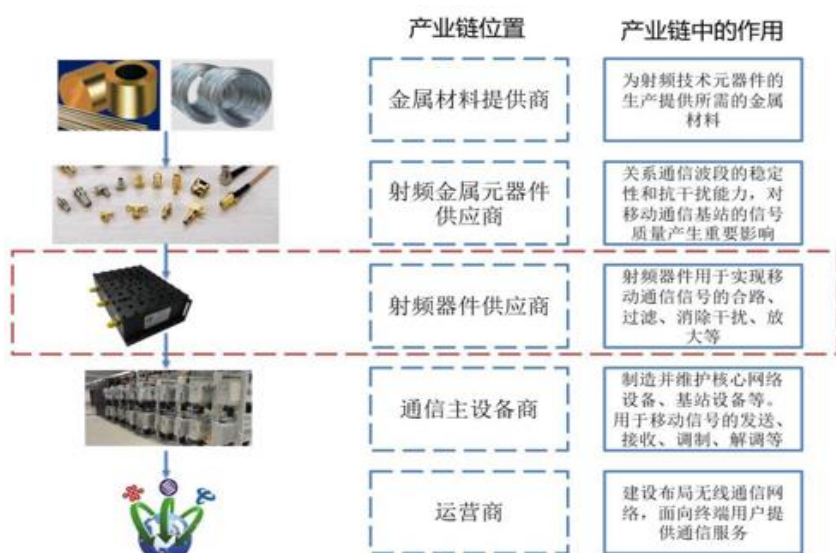 产业链位置
产业链中的作用
金属材料提供商
为射频技术元器件的
生产提供所需的金属
材料
射频金属元器件
供应商
关系通信波段的稳定
性和抗干扰能力，对
移动通信基站的信号
质量产生重要影响
射频器件供应商
射频器件用于实现移
动通信信号的合路、
过滤、消除干扰、放
大等
通信主设备商
制造并维护核心网络
设备、基站设备等。
用于移动信号的发送、
接收、调制、解调等
运营商
建设布局无线通信网
络，面向终端用户提
供通信服务